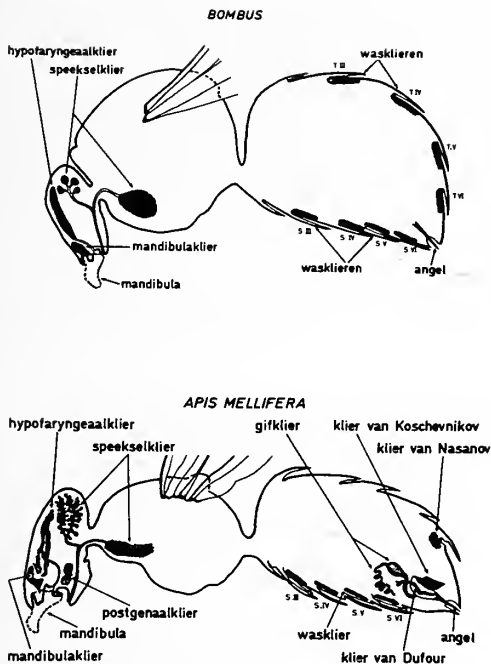 BOMBUS
hypofaryngeaalklier
speekselklier
wasklieren
T III
T IV
T.V
T VI
mandibulaklier
mandibula
S III
S IV
S V
S VI
wasklieren
angel
APIS MELLIFERA
hypofaryngeaalklier
speekselklier
gifklier
klier van Koschevnikov
klier van Nasanov
postgenaalklier
mandibula
mandibulaklier
S.III
S.IV
S.V
S.VI
wasklier
klier van Dufour
angel